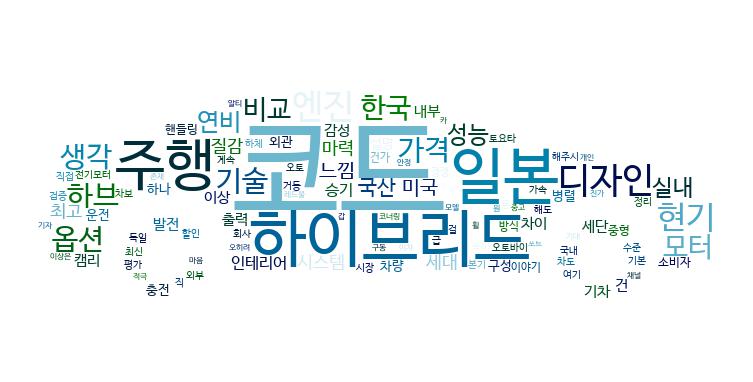 알티
엔진 한국 카
비교 내부
핸들링 연비 감성 성능 토요타
질감 하체 외관 마력 가격
생각 계속 코드 느낌 일본 해주시 개인
주행 기술 오토 승기 국산 미국 디자인 실내
직접 전기모터 거등 안정
검증 하브 차보 하나 이상 가속 병렬 정리
최고 운전 하이브리드 모델 현기
기자 발전 출력 갑 코너링 해도 세단
옵션 독일 할인 회사 걸 방식 중형
오히려 구동 급 오토바이 국내 수준 모터
이상은 캠리 최신 시스템 세대
평가 마음 인테리어 시장 차량 본기 구성 이야기 차도 기본 소비자
적극 외부 여기 채널
충전 직 기차 건